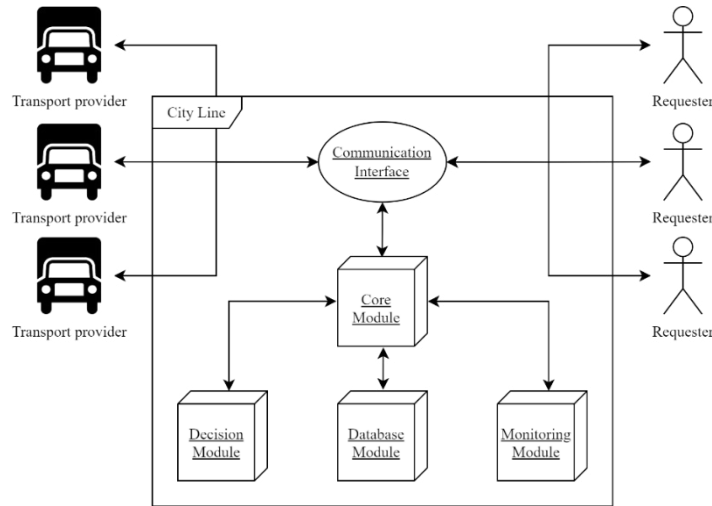 Transport provider
Requester
City Line
Communication
Interface
Transport provider
Requester
Transport provider
Requester
Core
Module
Decision
Module
Database
Module
Monitoring
Module